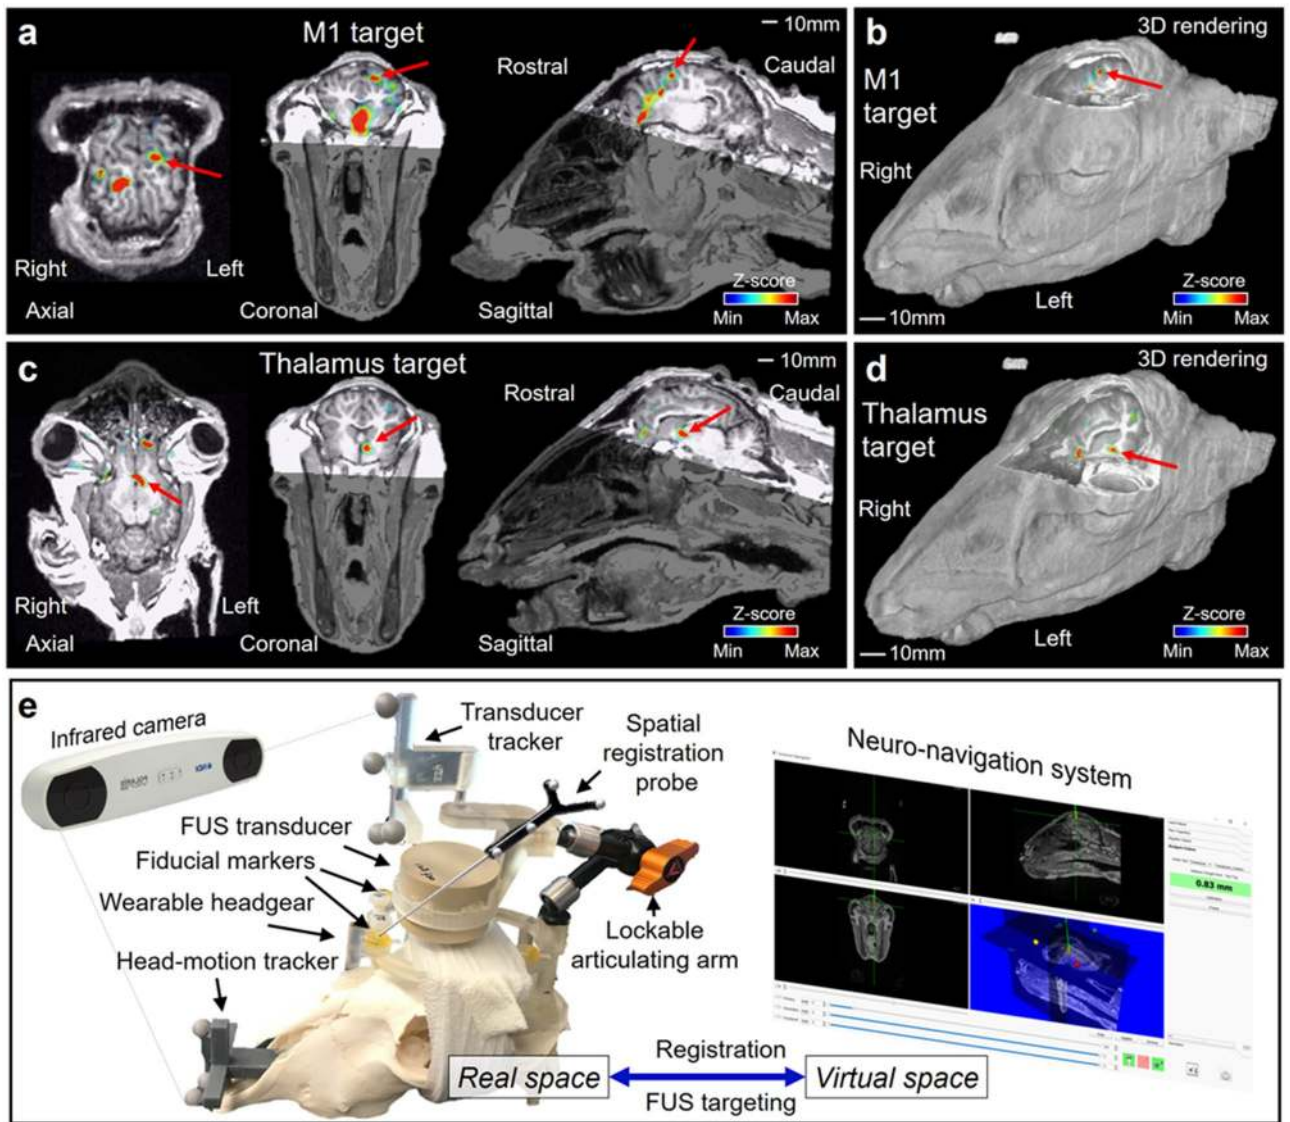 a
M1 target
10mm
Rostral
Caudal
Right
Left
Axial
Coronal
Sagittal
Z-score
Min
Max
b
3D rendering
M1
target
Right
Left
10mm
Z-score
Min
Max
c
Thalamus target
10mm
Rostral
Caudal
Right
Left
Axial
Coronal
Sagittal
Z-score
Min
Max
d
3D rendering
Thalamus
target
Right
Left
10mm
Z-score
Min
Max
e
Infrared camera
Transducer
tracker
Spatial
registration
probe
FUS transducer
Fiducial markers
Wearable headgear
Head-motion tracker
Lockable
articulating arm
Neuro-navigation system
0.83 mm
Real space
Registration
FUS targeting
Virtual space